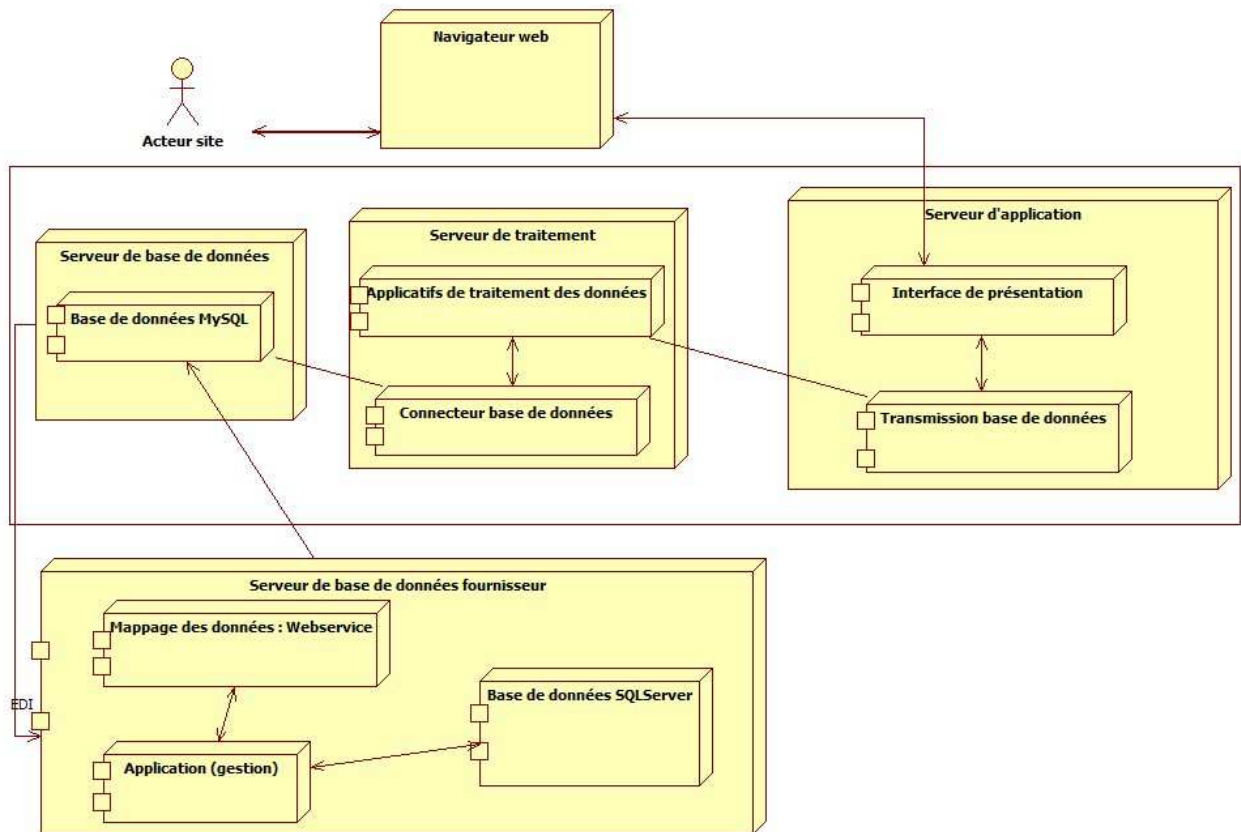 Navigateur web
Acteur site
Serveur d'application
Serveur de traitement
Serveur de base de données
Applicatifs de traitement des données
Interface de présentation
Base de données MySQL
Connecteur base de données
Transmission base de données
Serveur de base de données fournisseur
Mappage des données : Webservice
Base de données SQLServer
EDI
Application (gestion)